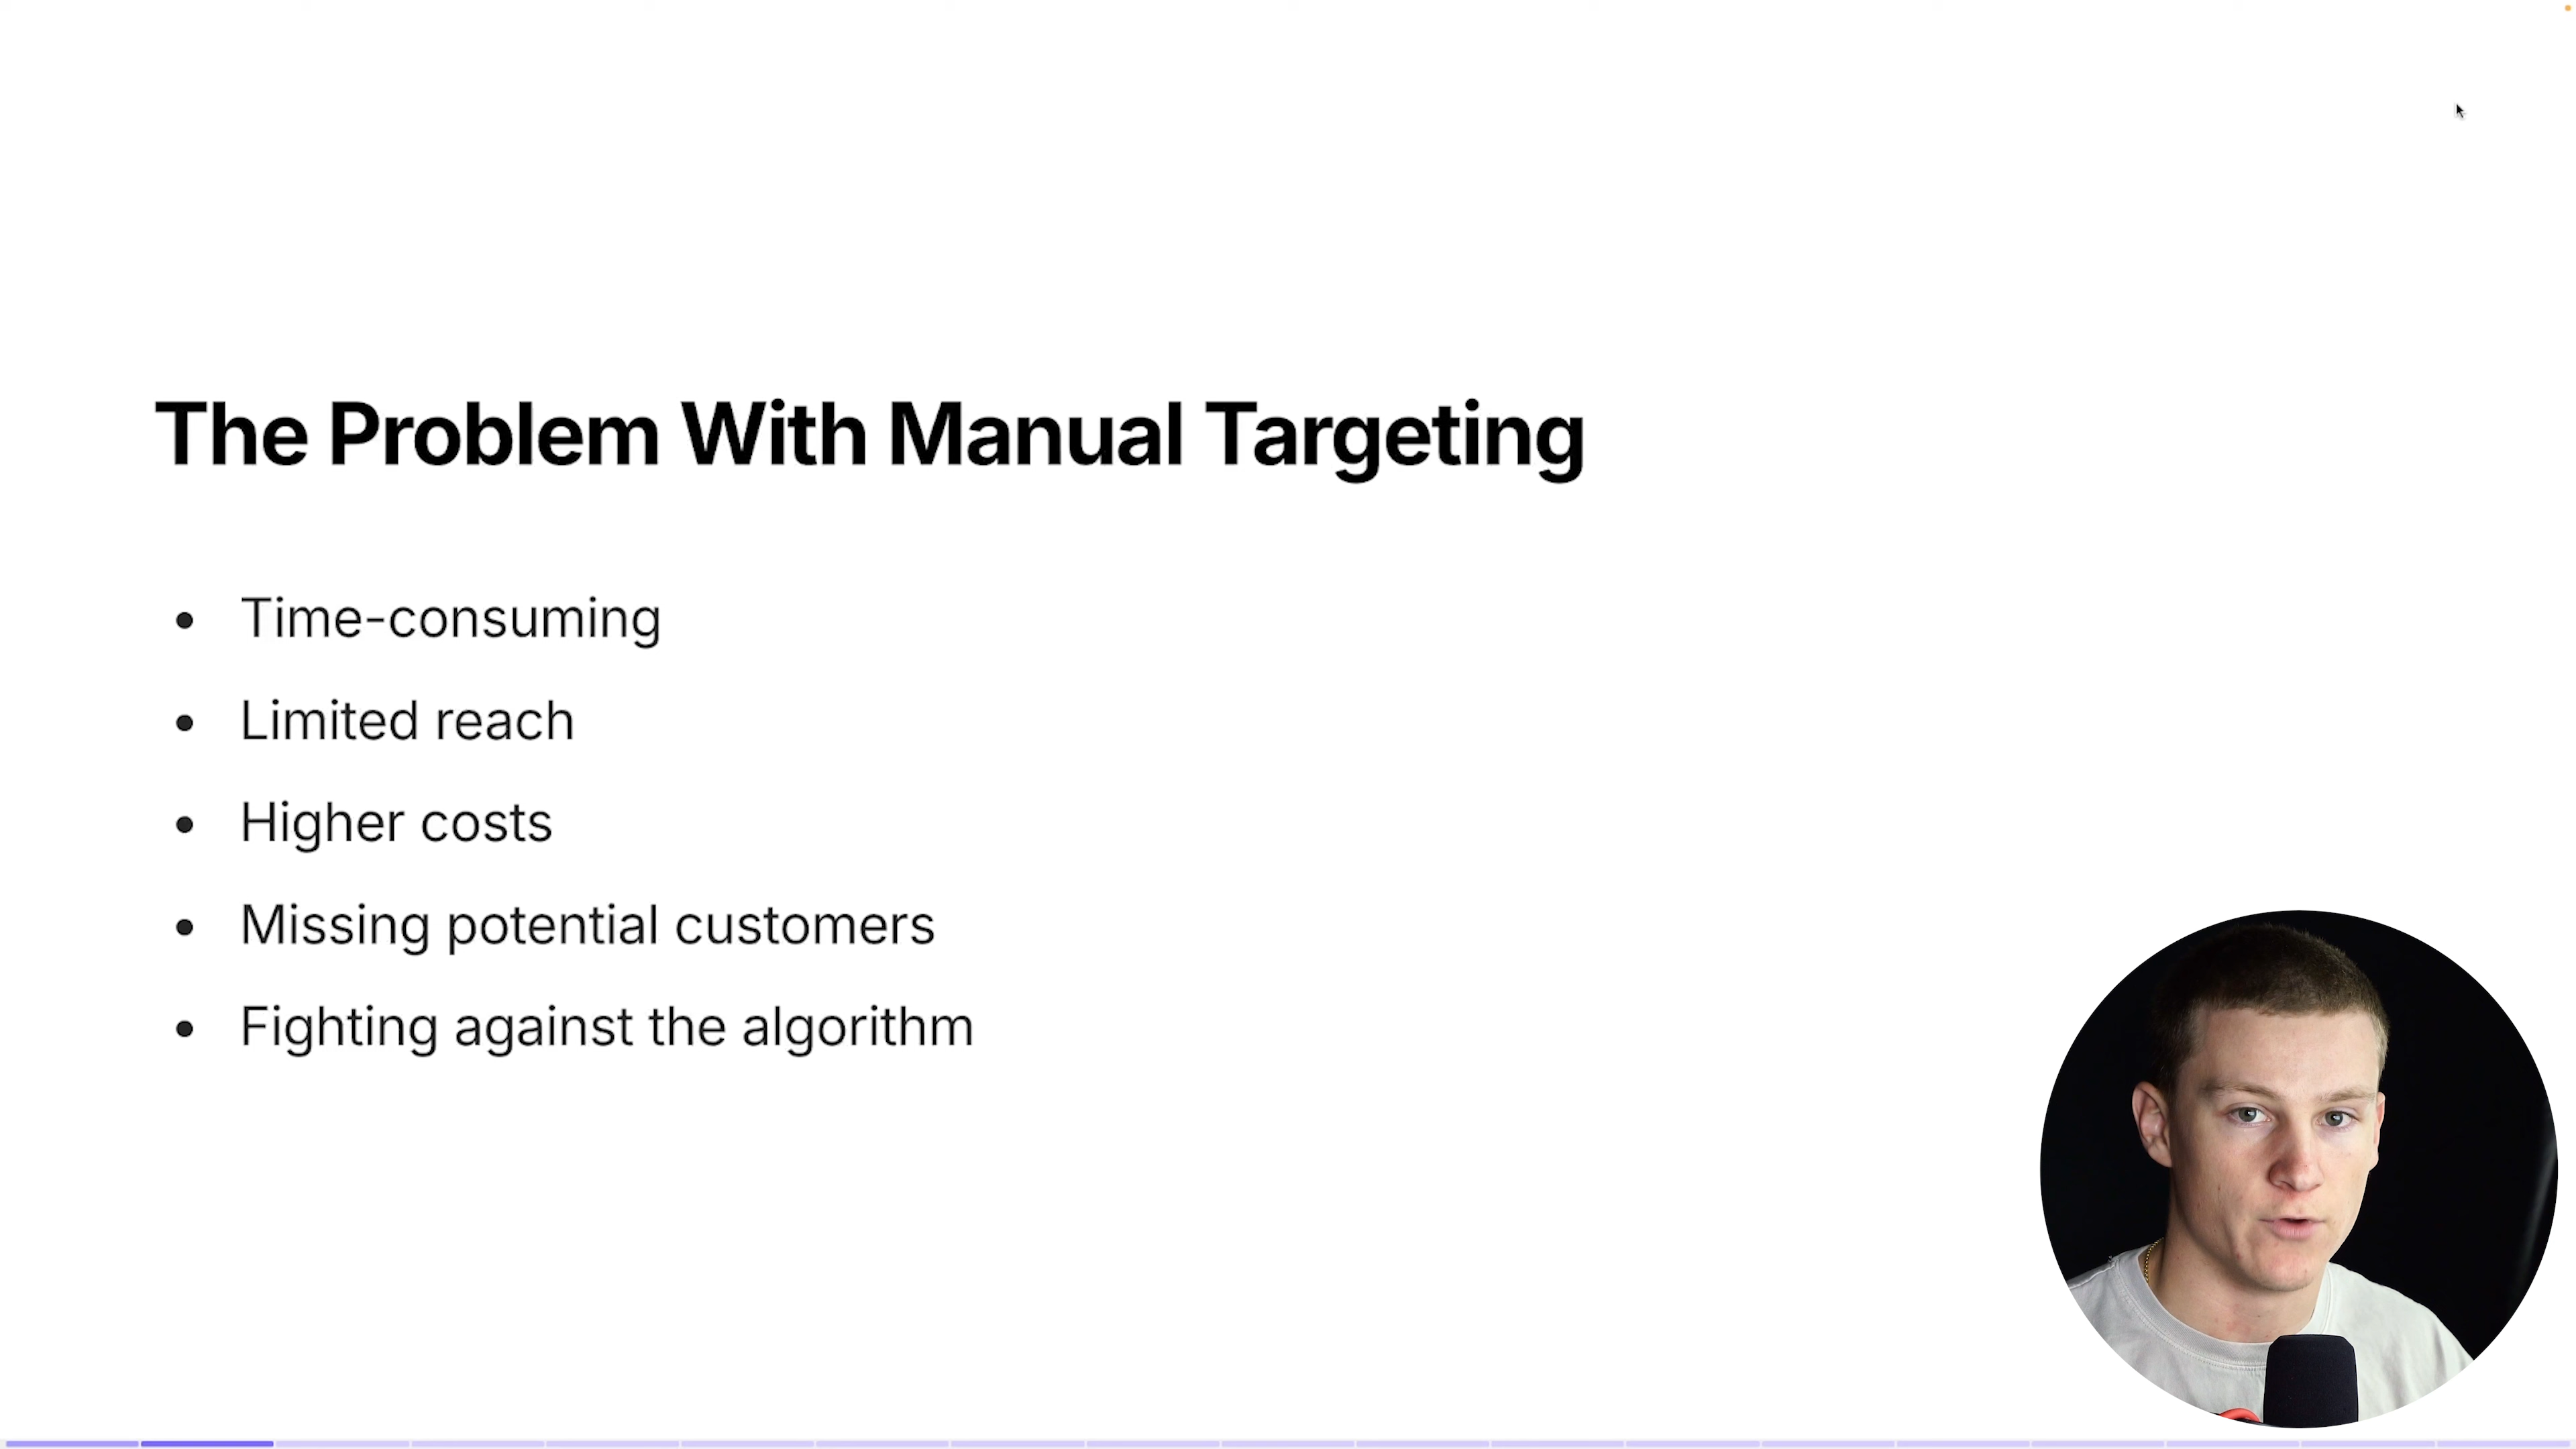 The Problem With Manual Targeting
Time-consuming
Limited reach
Higher costs
Missing potential customers
Fighting against the algorithm